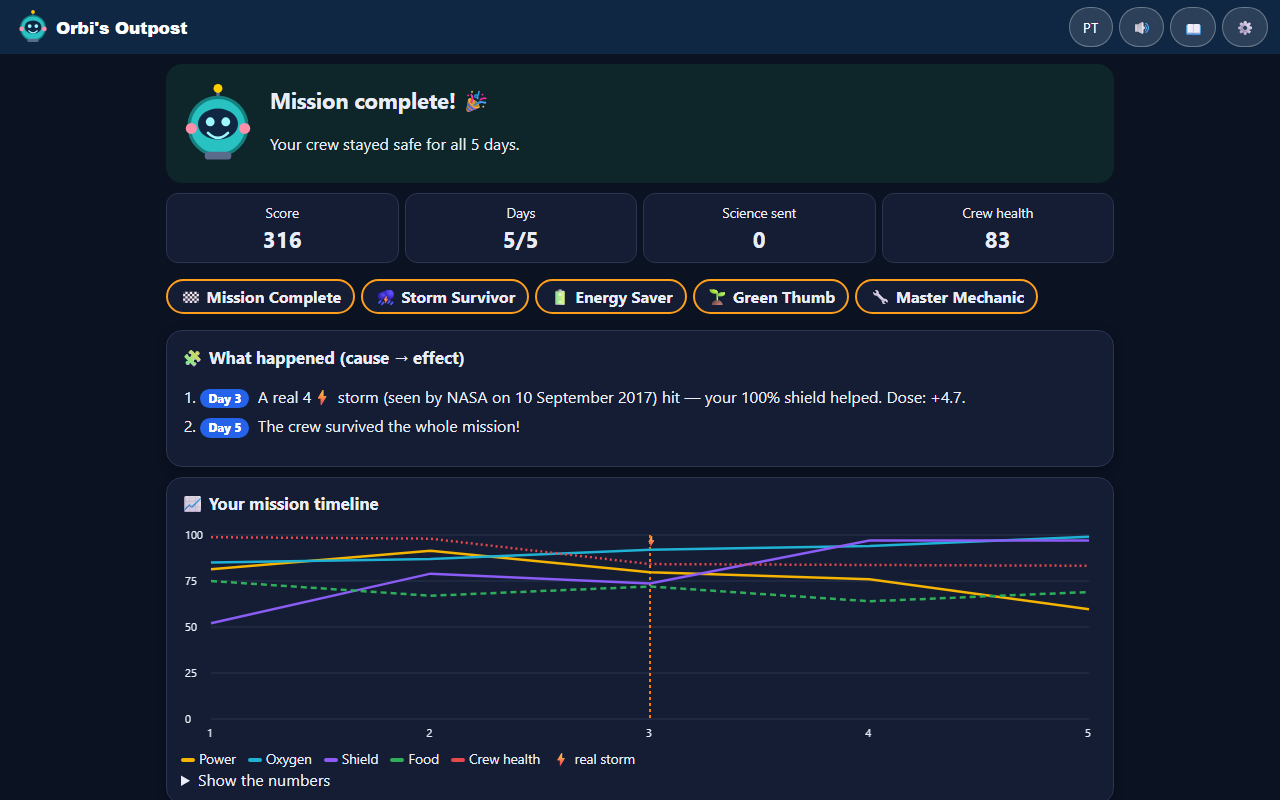 Orbi's Outpost
PT
Mission complete! 🎉
Your crew stayed safe for all 5 days.
Score
316
Days
5/5
Science sent
0
Crew health
83
Mission Complete
Storm Survivor
Energy Saver
Green Thumb
Master Mechanic
What happened (cause → effect)
1. Day 3 A real 4⚡ storm (seen by NASA on 10 September 2017) hit — your 100% shield helped. Dose: +4.7.
2. Day 5 The crew survived the whole mission!
Your mission timeline
100
75
50
25
0
1 2 3 4 5
Power Oxygen Shield Food Crew health ⚡ real storm
▶ Show the numbers